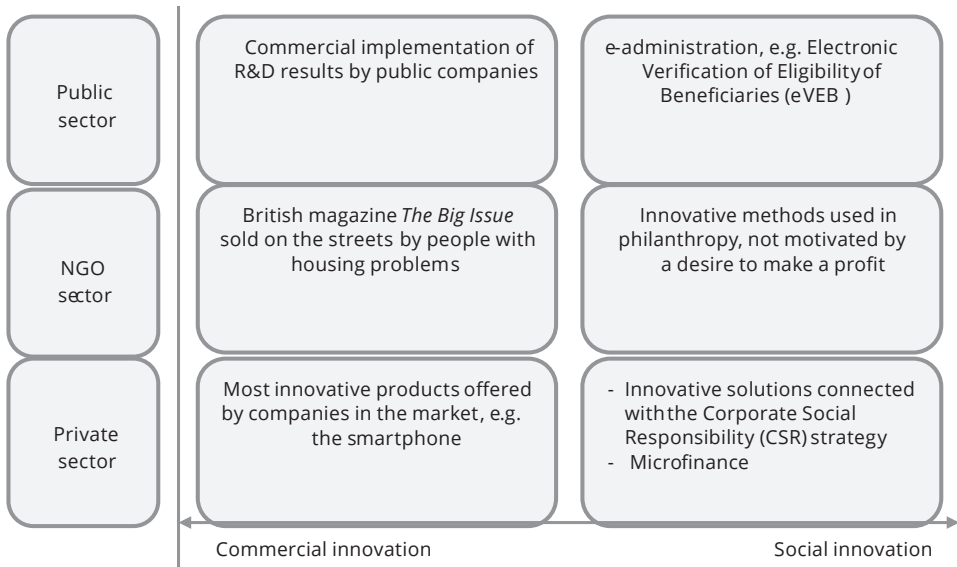 Public
sector
Commercial implementation of
R&D results by public companies
e-administration, e.g. Electronic
Verification of Eligibility of
Beneficiaries (eVEB )
NGO
sector
British magazine The Big Issue
sold on the streets by people with
housing problems
Innovative methods used in
philanthropy, not motivated by
a desire to make a profit
Private
sector
Most innovative products offered
by companies in the market, e.g.
the smartphone
- Innovative solutions connected
with the Corporate Social
Responsibility (CSR) strategy
- Microfinance
Commercial innovation
Social innovation